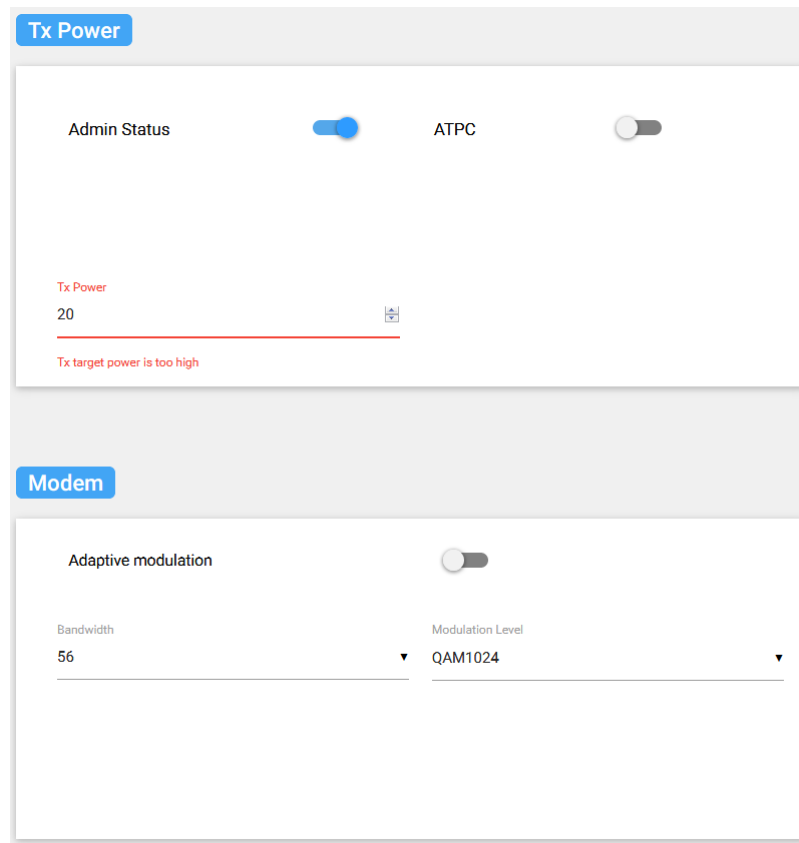 Tx Power
Admin Status
ATPC
Tx Power
20
Tx target power is too high
Modem
Adaptive modulation
Bandwidth
Modulation Level
56
QAM1024